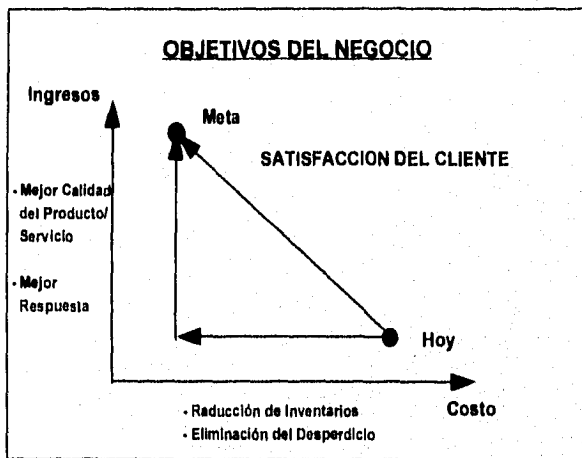 OBJETIVOS DEL NEGOCIO
Ingresos
Meta
SATISFACCION DEL CLIENTE
• Mejor Calidad
del Producto/
Servicio
• Mejor
Respuesta
Hoy
Costo
• Raducción de Inventarios
• Eliminación del Desperdicio